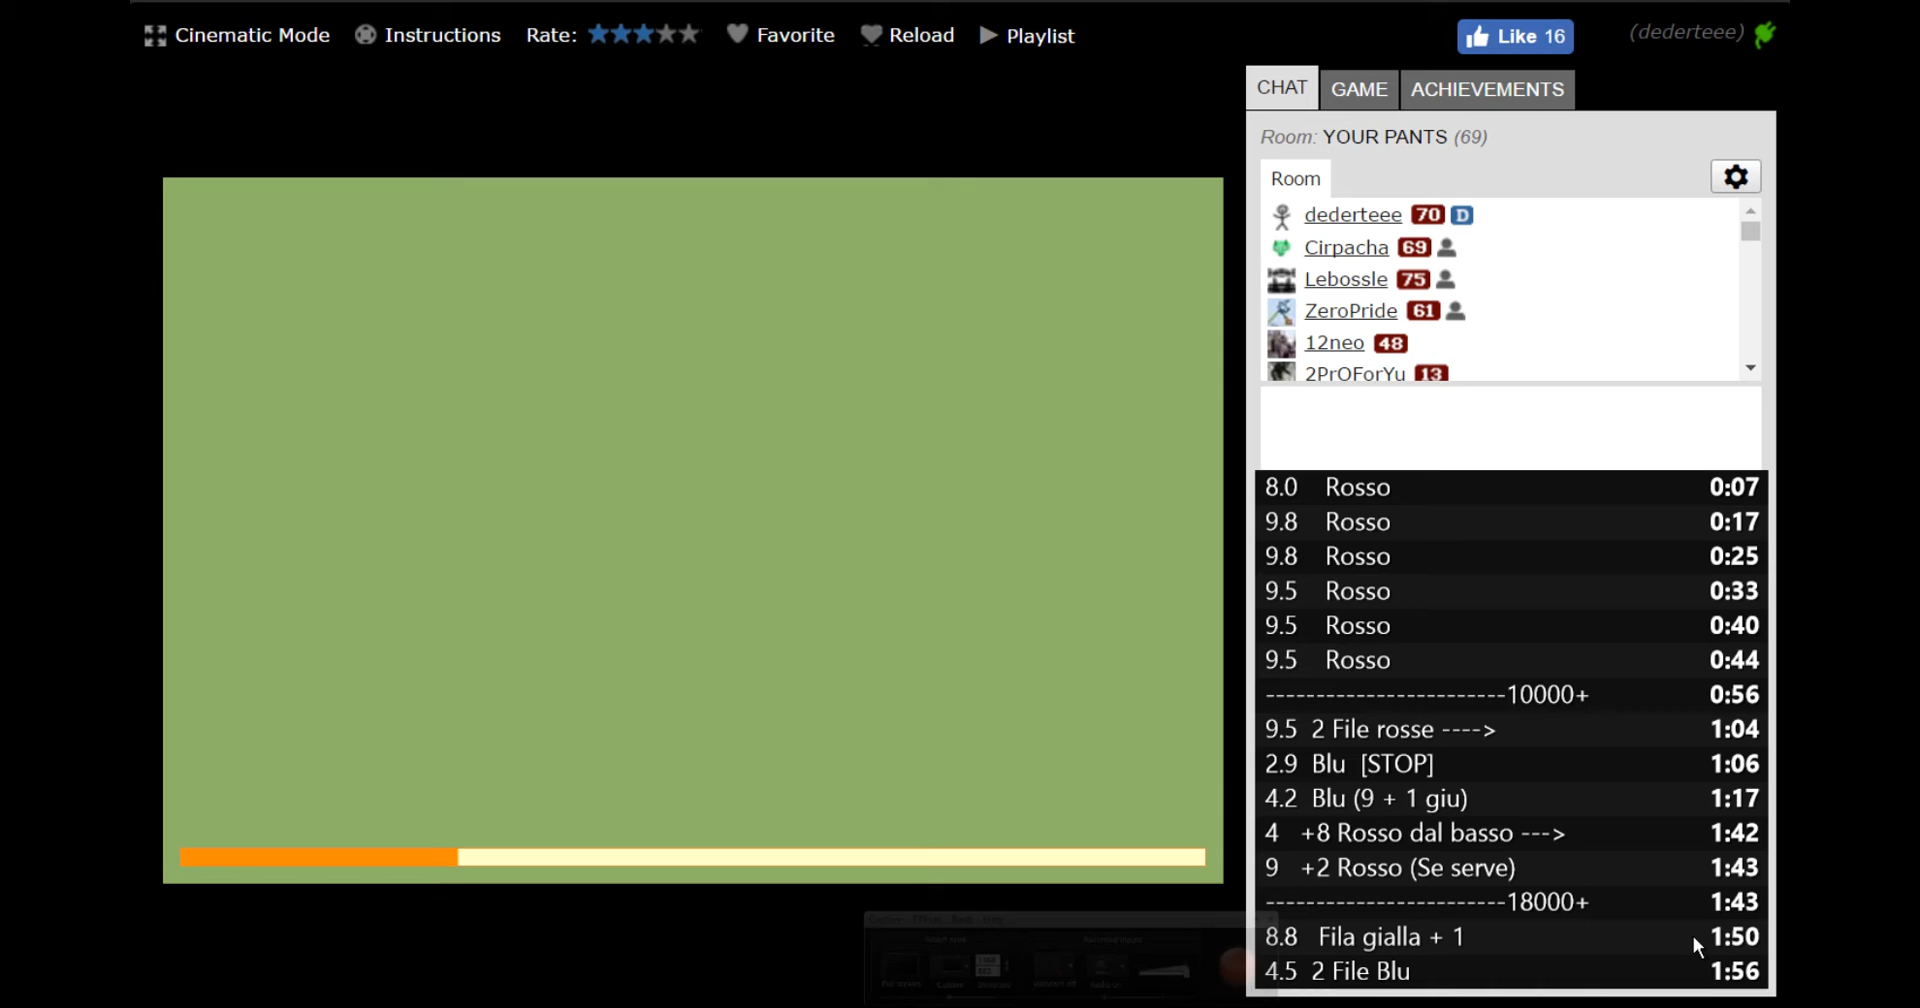 Cinematic Mode Instructions Rate: Favorite Reload Playlist Like 16 (dederteee)
CHAT GAME ACHIEVEMENTS
Room: YOUR PANTS (69)
Room
dederteee 70 D
Cirpacha 69
Lebossle 75
ZeroPride 61
12neo 48
2PrOForYu 13
8.0 Rosso 0:07
9.8 Rosso 0:17
9.8 Rosso 0:25
9.5 Rosso 0:33
9.5 Rosso 0:40
9.5 Rosso 0:44
------------------------10000+ 0:56
9.5 2 File rosse ----> 1:04
2.9 Blu [STOP] 1:06
4.2 Blu (9 + 1 giu) 1:17
4 +8 Rosso dal basso ---> 1:42
9 +2 Rosso (Se serve) 1:43
------------------------18000+ 1:43
8.8 Fila gialla + 1 1:50
4.5 2 File Blu 1:56